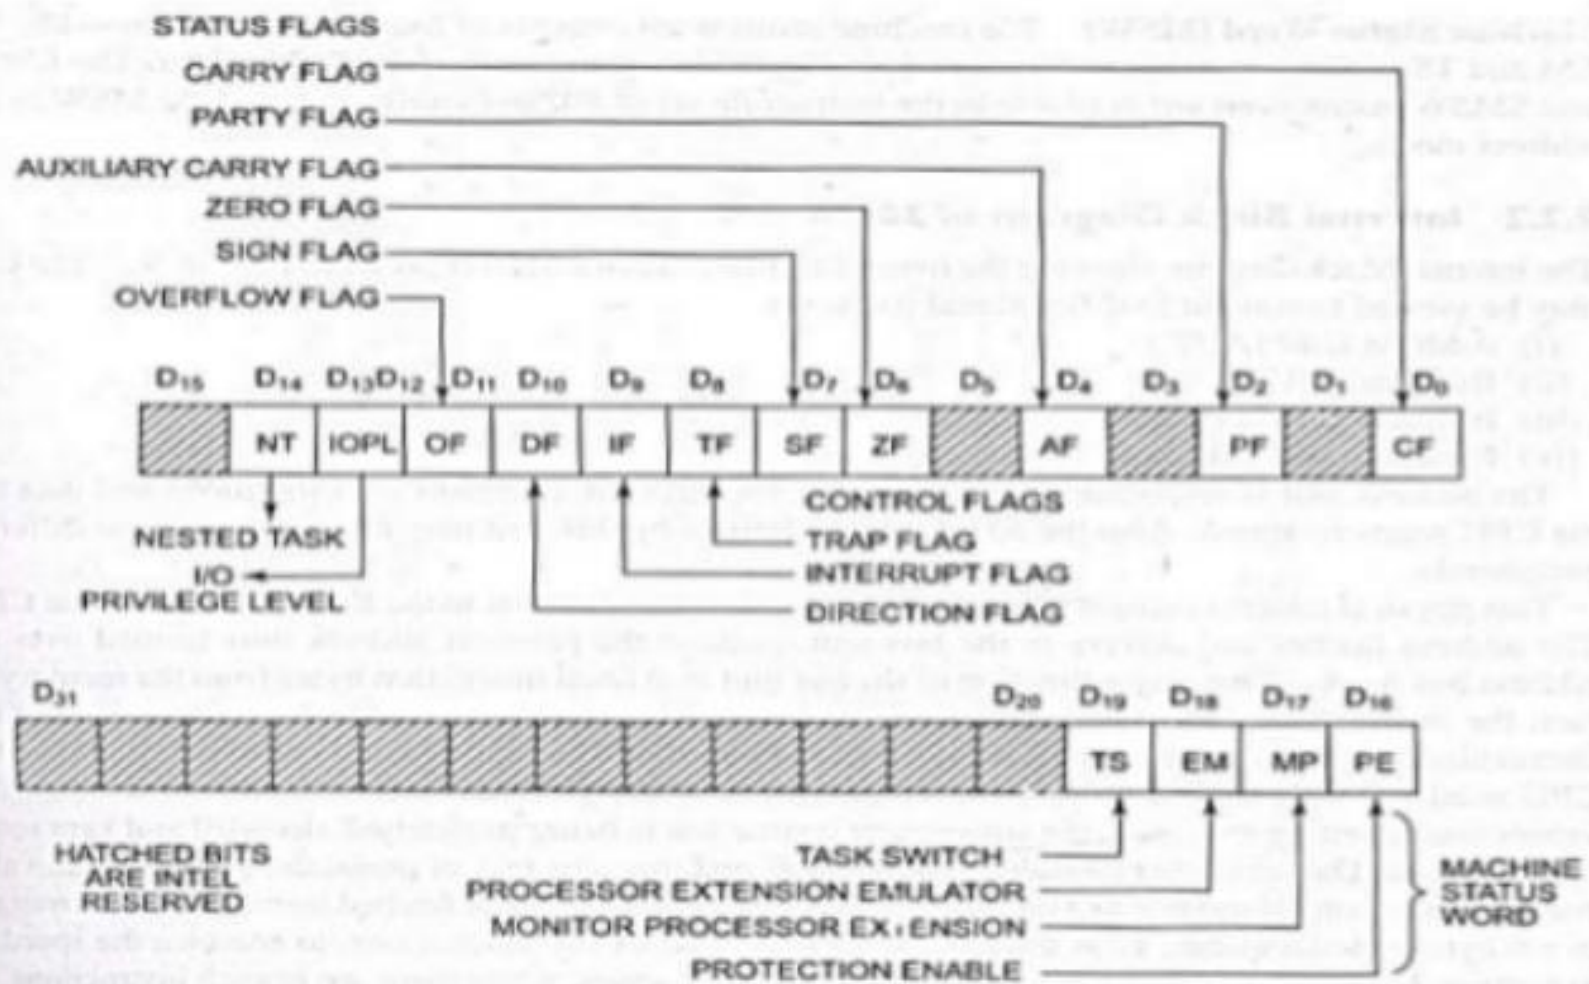 STATUS FLAGS
CARRY FLAG
PARTY FLAG
AUXILIARY CARRY FLAG
ZERO FLAG
SIGN FLAG
OVERFLOW FLAG
D15 D14 D13 D12 D11 D10 D9 D8 D7 D6 D5 D4 D3 D2 D1 D0
NT IOPL OF DF IF TF SF ZF AF PF CF
CONTROL FLAGS
NESTED TASK
TRAP FLAG
I/O
PRIVILEGE LEVEL
INTERRUPT FLAG
DIRECTION FLAG
D31 D20 D19 D18 D17 D16
TS EM MP PE
HATCHED BITS
ARE INTEL
RESERVED
TASK SWITCH
PROCESSOR EXTENSION EMULATOR
MONITOR PROCESSOR EX ENSION
PROTECTION ENABLE
MACHINE
STATUS
WORD